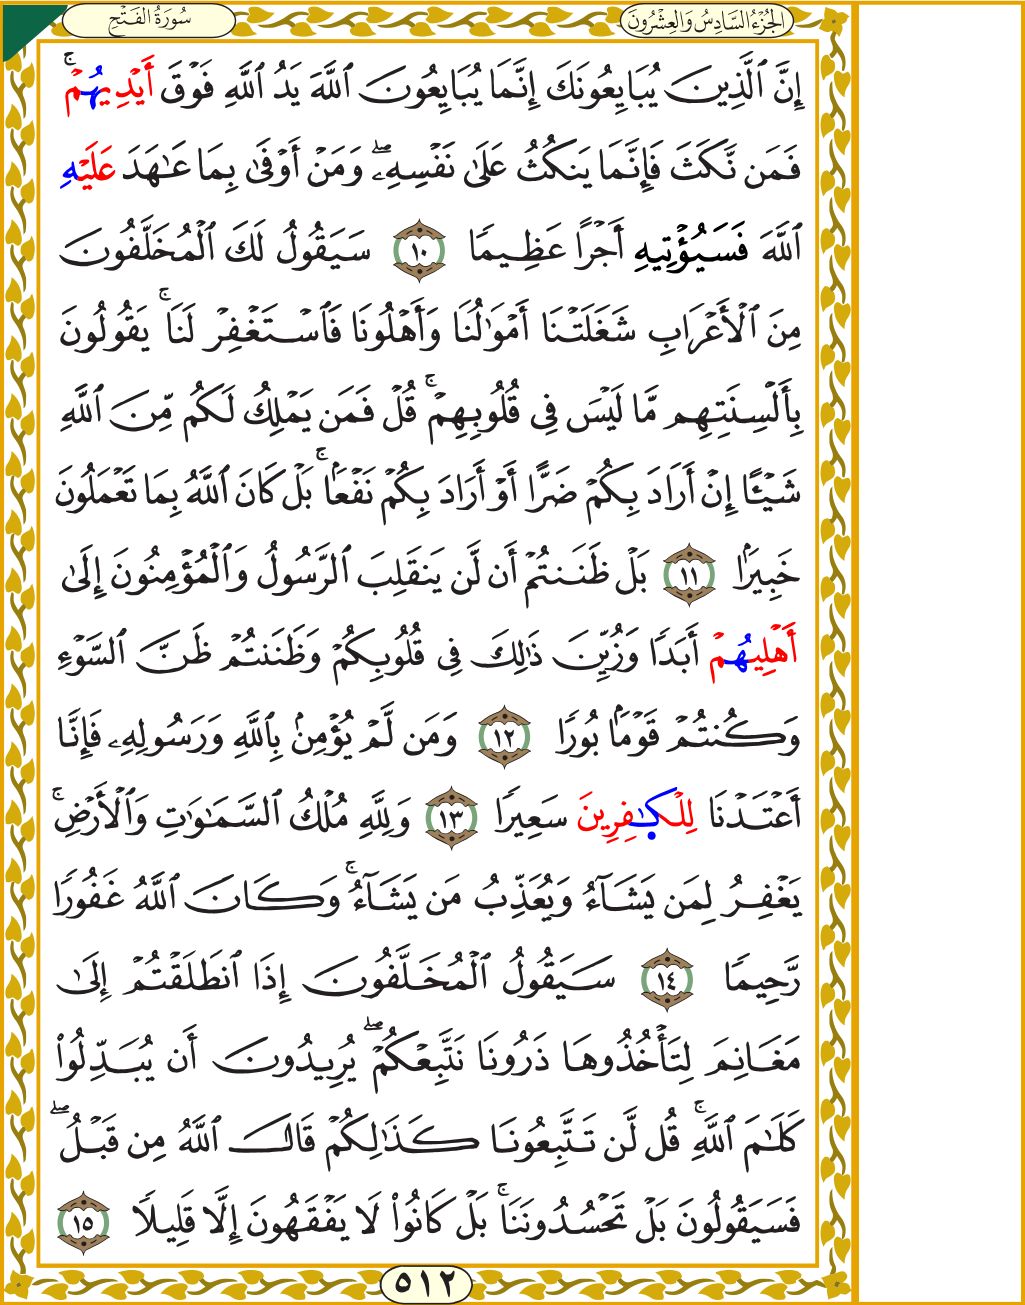 الجُزْءُ السَّادِسُ وَالعِشْرُونَ
سُورَةُ الفَتْحِ
إِنَّ ٱلَّذِينَ يُبَايِعُونَكَ إِنَّمَا يُبَايِعُونَ ٱللَّهَ يَدُ ٱللَّهِ فَوْقَ أَيْدِيهُمْۚ
فَمَن نَّكَثَ فَإِنَّمَا يَنكُثُ عَلَىٰ نَفْسِهِۦۖ وَمَنْ أَوْفَىٰ بِمَا عَٰهَدَ عَلَيْهِ
ٱللَّهَ فَسَيُؤْتِيهِ أَجْرًا عَظِيمًا ١٠ سَيَقُولُ لَكَ ٱلْمُخَلَّفُونَ
مِنَ ٱلْأَعْرَابِ شَغَلَتْنَا أَمْوَٰلُنَا وَأَهْلُونَا فَٱسْتَغْفِرْ لَنَاۚ يَقُولُونَ
بِأَلْسِنَتِهِم مَّا لَيْسَ فِى قُلُوبِهِمْۚ قُلْ فَمَن يَمْلِكُ لَكُم مِّنَ ٱللَّهِ
شَيْـًٔا إِنْ أَرَادَ بِكُمْ ضَرًّا أَوْ أَرَادَ بِكُمْ نَفْعَۢاۚ بَلْ كَانَ ٱللَّهُ بِمَا تَعْمَلُونَ
خَبِيرَۢا ١١ بَلْ ظَنَنتُمْ أَن لَّن يَنقَلِبَ ٱلرَّسُولُ وَٱلْمُؤْمِنُونَ إِلَىٰ
أَهْلِيهُمْ أَبَدًا وَزُيِّنَ ذَٰلِكَ فِى قُلُوبِكُمْ وَظَنَنتُمْ ظَنَّ ٱلسَّوْءِ
وَكُنتُمْ قَوْمَۢا بُورًا ١٢ وَمَن لَّمْ يُؤْمِنۢ بِٱللَّهِ وَرَسُولِهِۦ فَإِنَّا
أَعْتَدْنَا لِلْكَٰفِرِينَ سَعِيرًا ١٣ وَلِلَّهِ مُلْكُ ٱلسَّمَٰوَٰتِ وَٱلْأَرْضِۚ
يَغْفِرُ لِمَن يَشَآءُ وَيُعَذِّبُ مَن يَشَآءُۚ وَكَانَ ٱللَّهُ غَفُورًا
رَّحِيمًا ١٤ سَيَقُولُ ٱلْمُخَلَّفُونَ إِذَا ٱنطَلَقْتُمْ إِلَىٰ
مَغَانِمَ لِتَأْخُذُوهَا ذَرُونَا نَتَّبِعْكُمْۖ يُرِيدُونَ أَن يُبَدِّلُوا۟
كَلَٰمَ ٱللَّهِۚ قُل لَّن تَتَّبِعُونَا كَذَٰلِكُمْ قَالَ ٱللَّهُ مِن قَبْلُۖ
فَسَيَقُولُونَ بَلْ تَحْسُدُونَنَاۚ بَلْ كَانُوا۟ لَا يَفْقَهُونَ إِلَّا قَلِيلًا ١٥
٥١٢